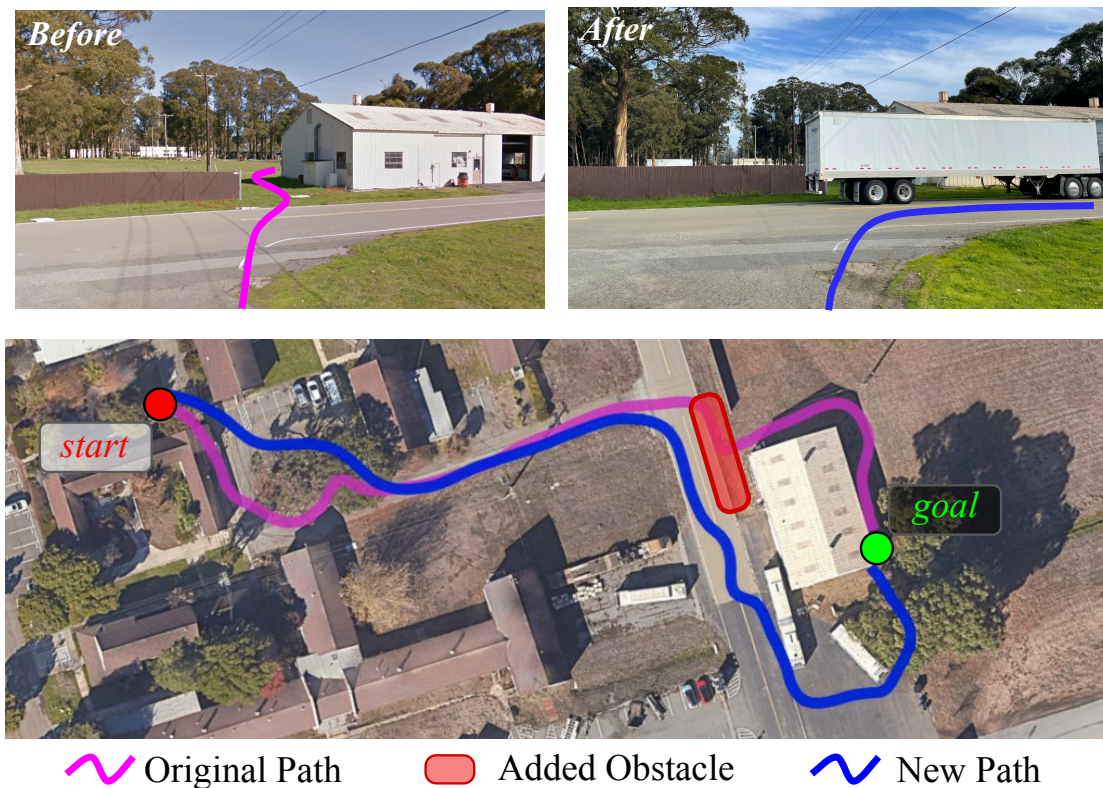 Before
After
start
goal
Original Path
Added Obstacle
New Path